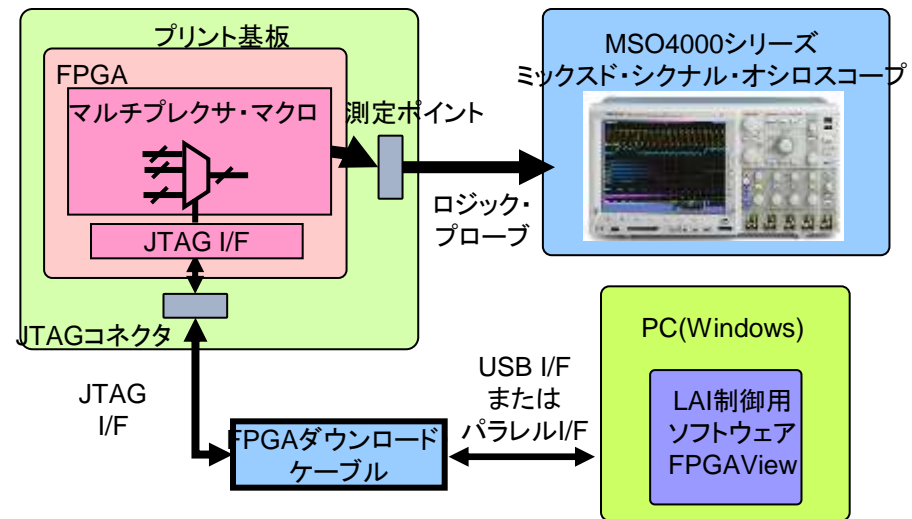 プリント基板
FPGA
マルチプレクサ・マクロ
JTAG I/F
測定ポイント
ロジック・
プローブ
MSO4000シリーズ
ミックスド・シクナル・オシロスコープ
JTAGコネクタ
JTAG
I/F
FPGAダウンロード
ケーブル
USB I/F
または
パラレルI/F
PC(Windows)
LAI制御用
ソフトウェア
FPGAView